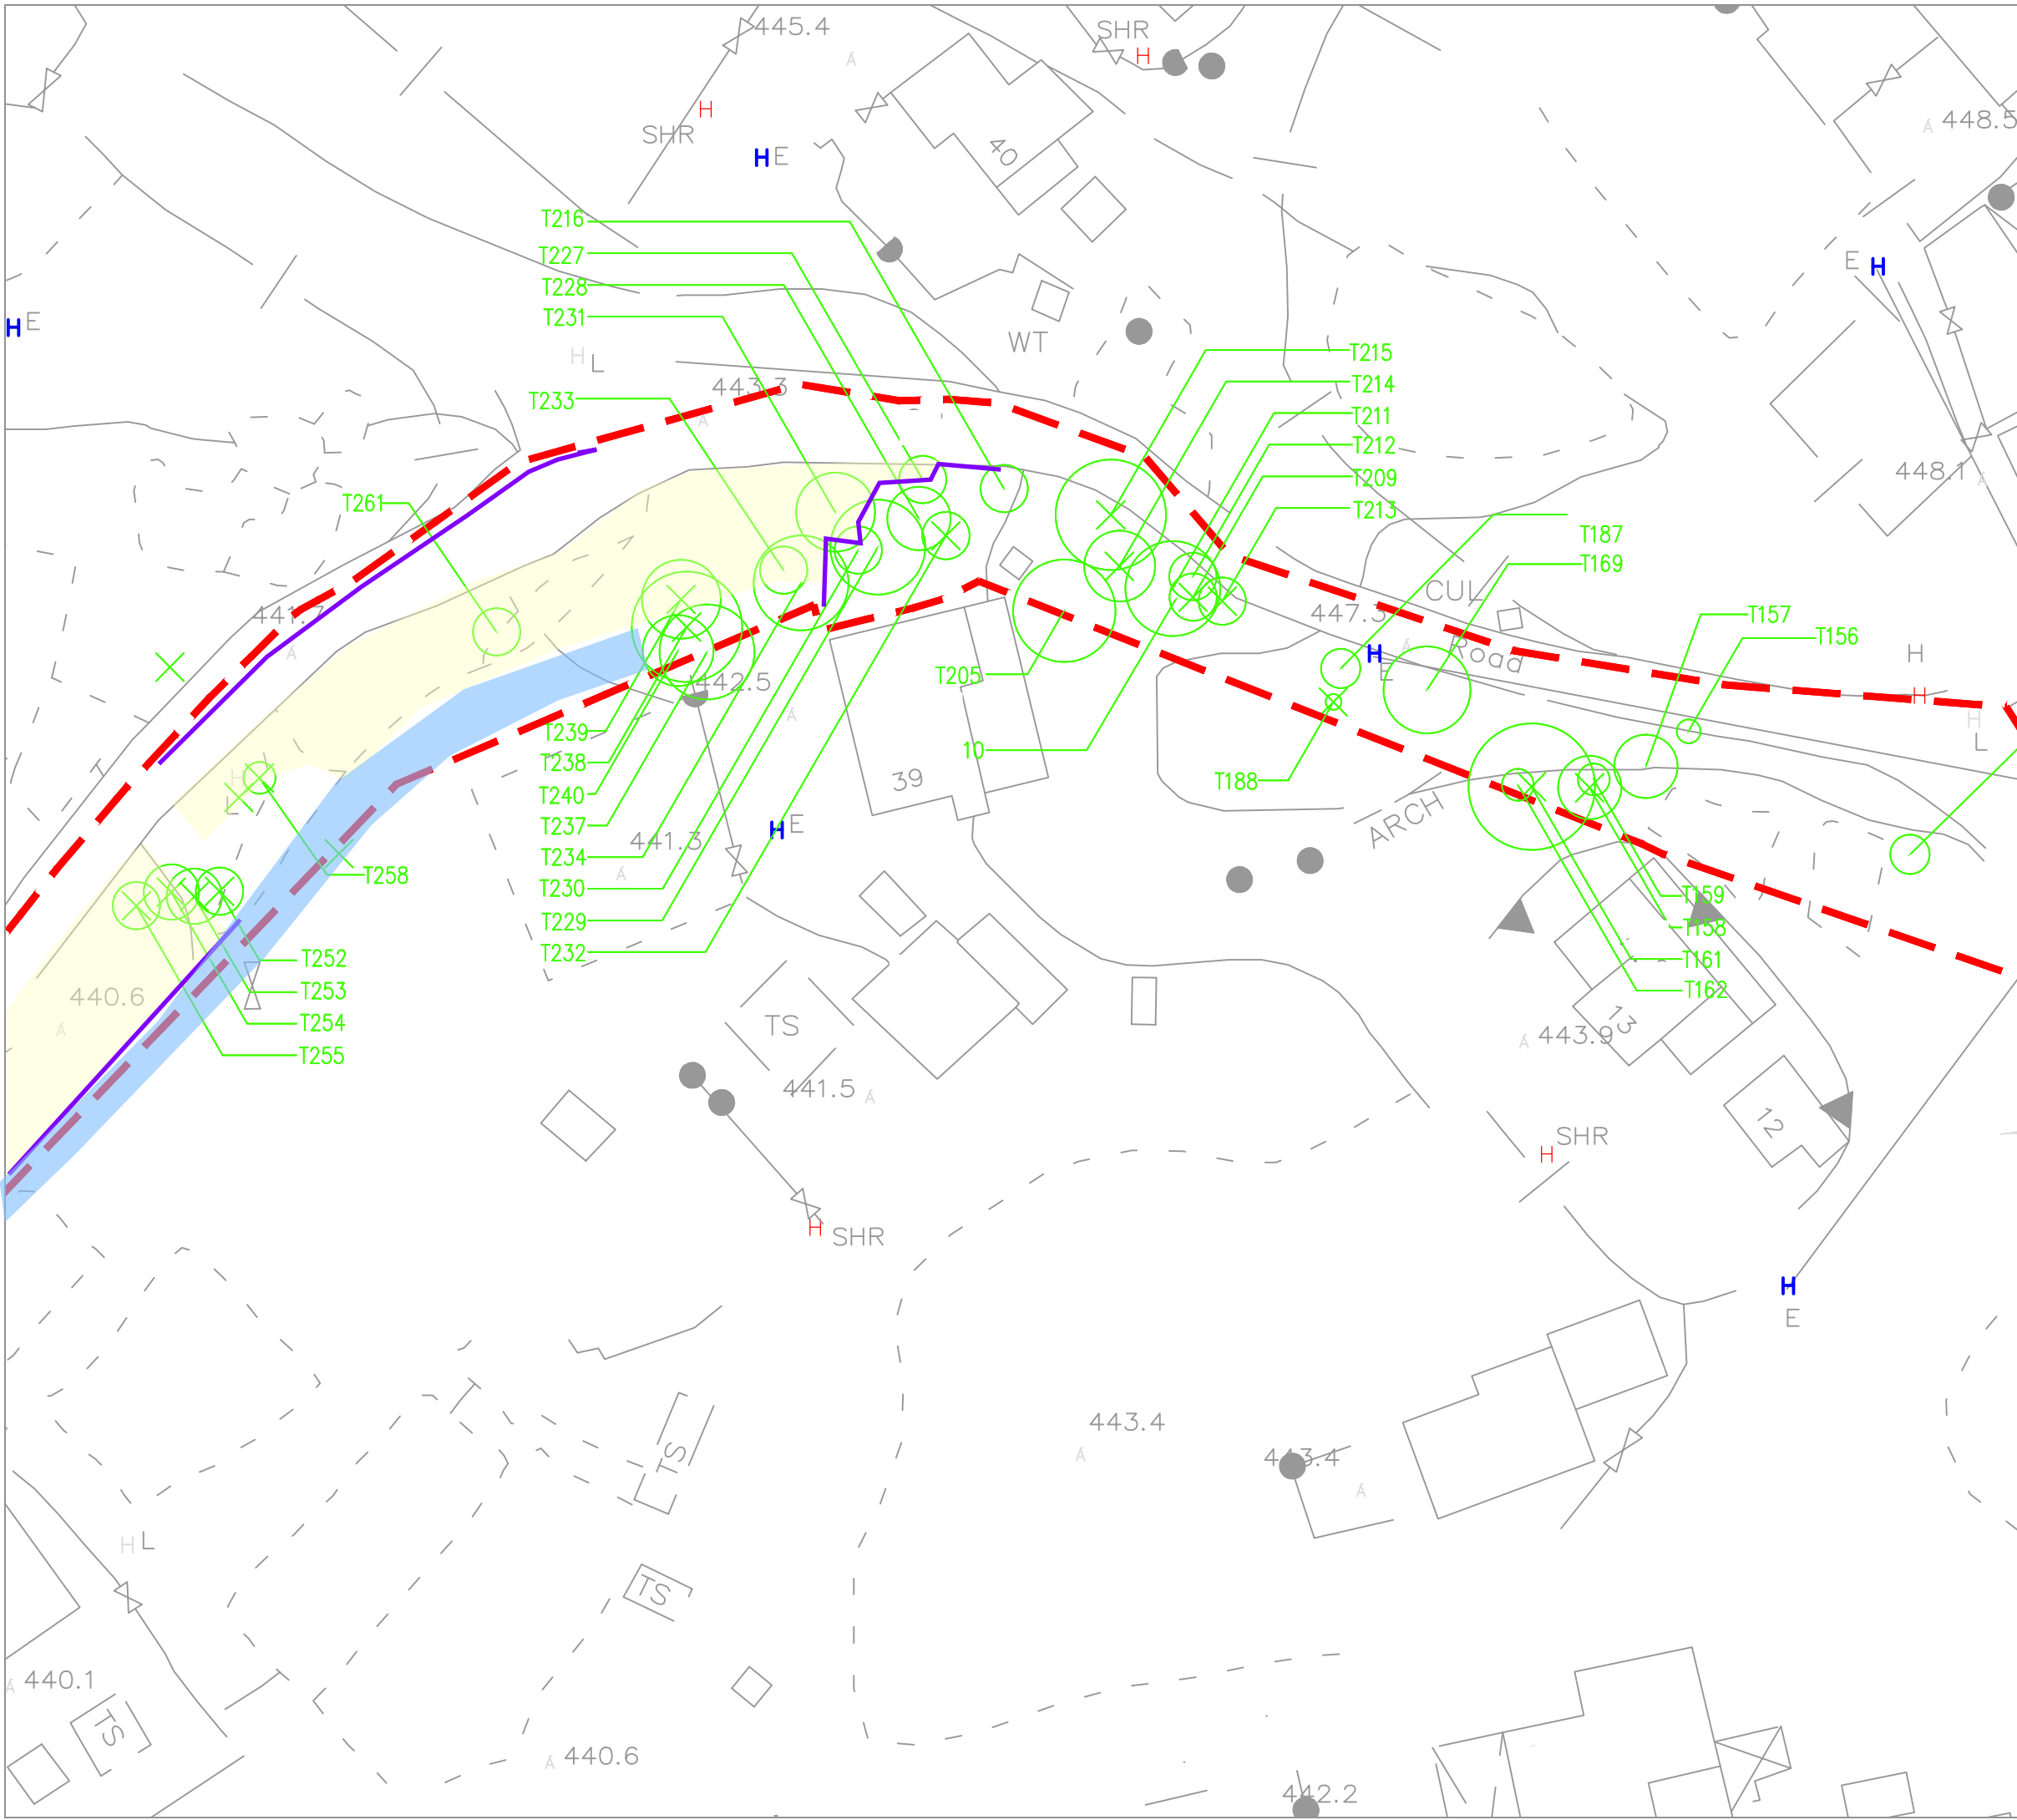 445.4
SHR
H
H
SHR
448.5
40
H E
T216
T227
E H
T228
H E
T231
WT
H
L
T215
443.3
T214
T233
T211
T212
448.1
T209
T261
T213
T187
T169
CUL
441.7
447.3
T157
T156
Road
H
H
E
T205
442.5
H
H
T239
L
10
T238
H
T188
39
L
T240
ARCH
T237
H E
441.3
T234
T258
T230
T159
T229
T158
T232
T252
T161
T253
T162
440.6
T254
TS
13
443.9
T255
441.5
12
SHR
H
H
SHR
H
E
443.4
443.4
TS
H L
TS
440.1
TS
440.6
442.2